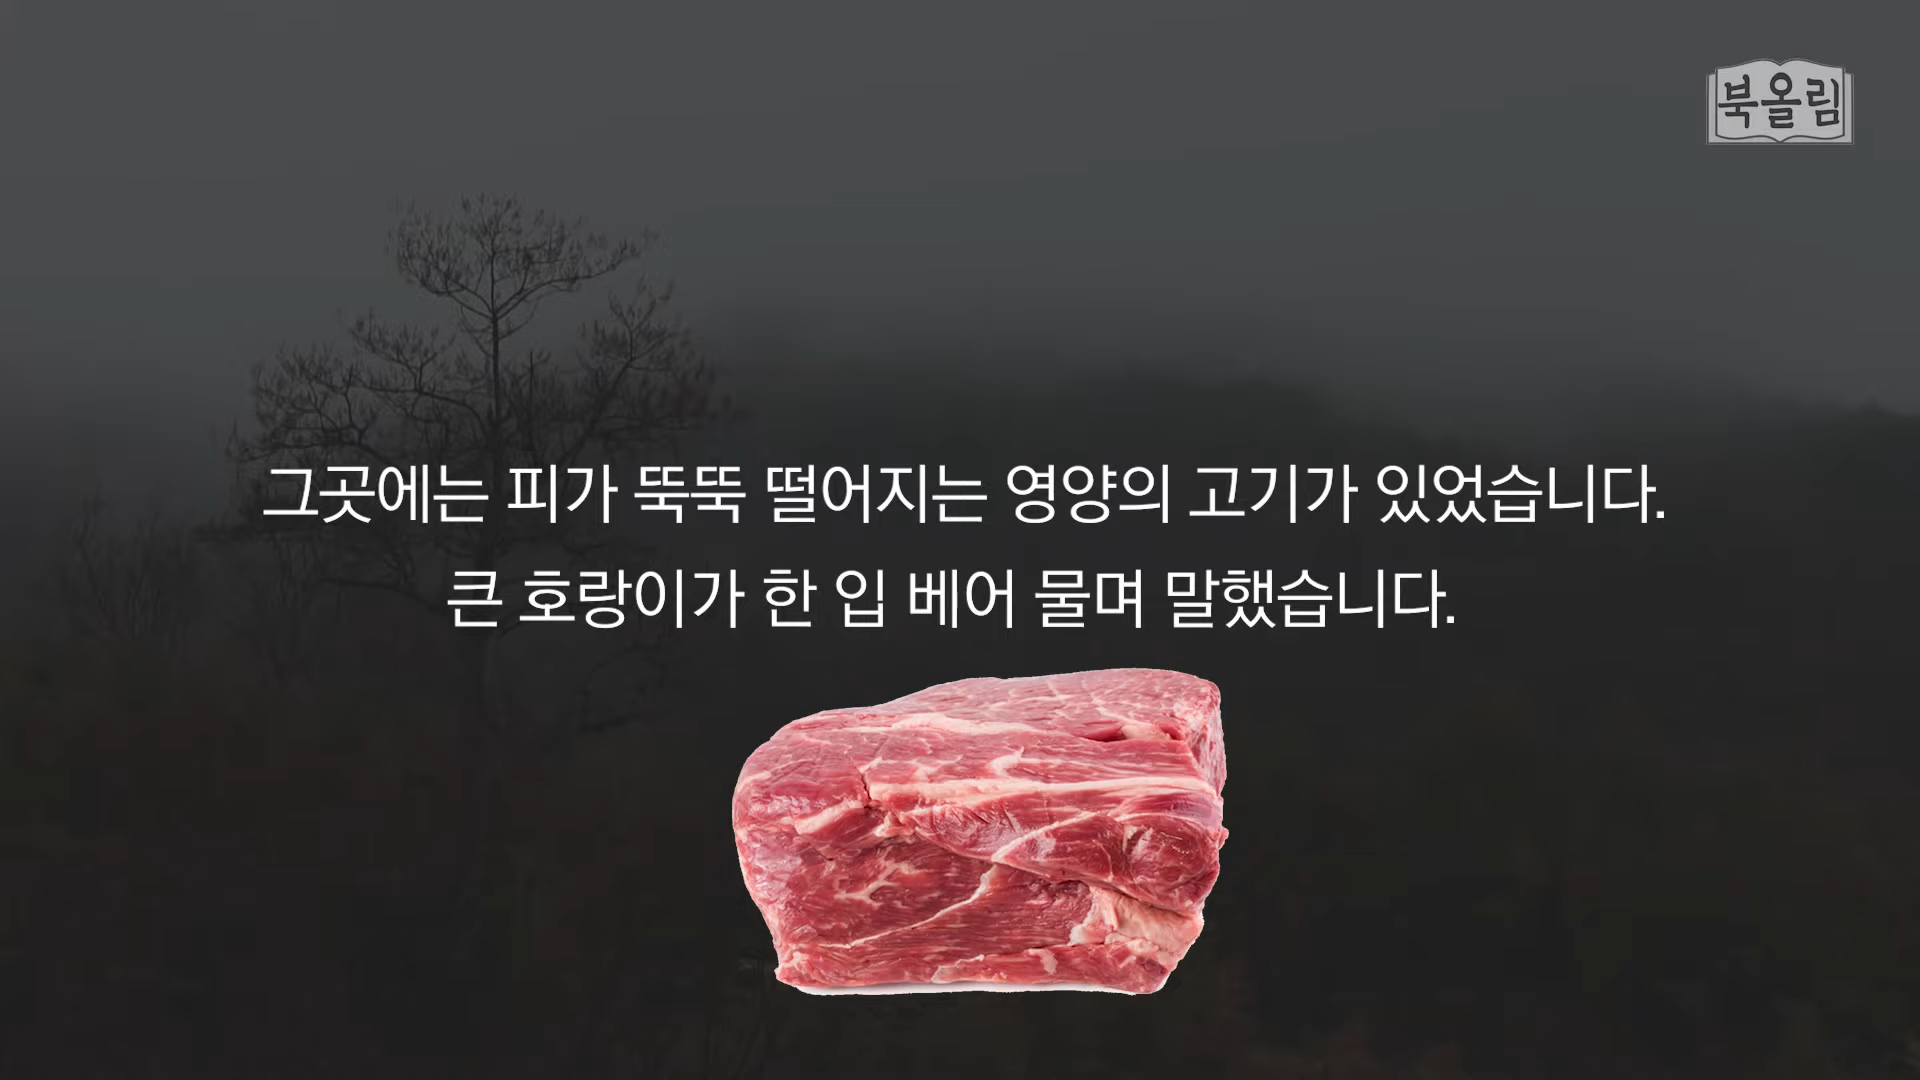 북올림
그곳에는 피가 뚝뚝 떨어지는 영양의 고기가 있었습니다.
큰 호랑이가 한 입 베어 물며 말했습니다.